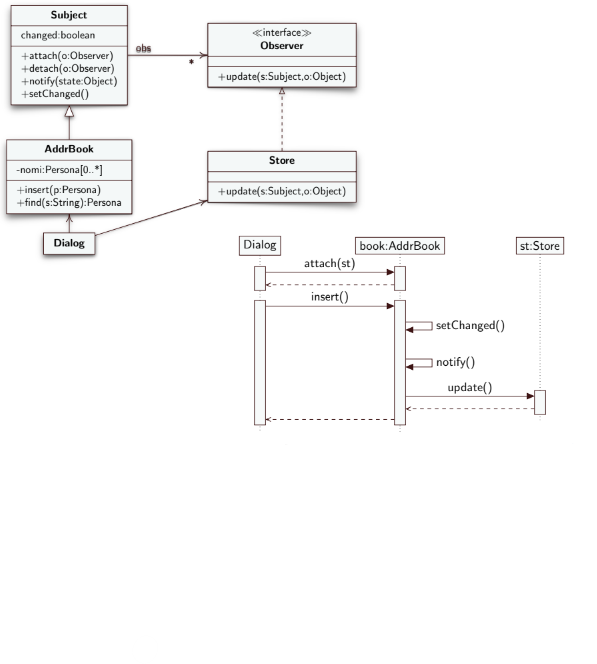 Subject
changed:boolean
+attach(o:Observer)
+detach(o:Observer)
+notify(state:Object)
+setChanged()
obs
*
≪interface≫
Observer
+update(s:Subject,o:Object)
AddrBook
-nomi:Persona[0..*]
+insert(p:Persona)
+find(s:String):Persona
Store
+update(s:Subject,o:Object)
Dialog
Dialog
book:AddrBook
st:Store
attach(st)
insert()
setChanged()
notify()
update()